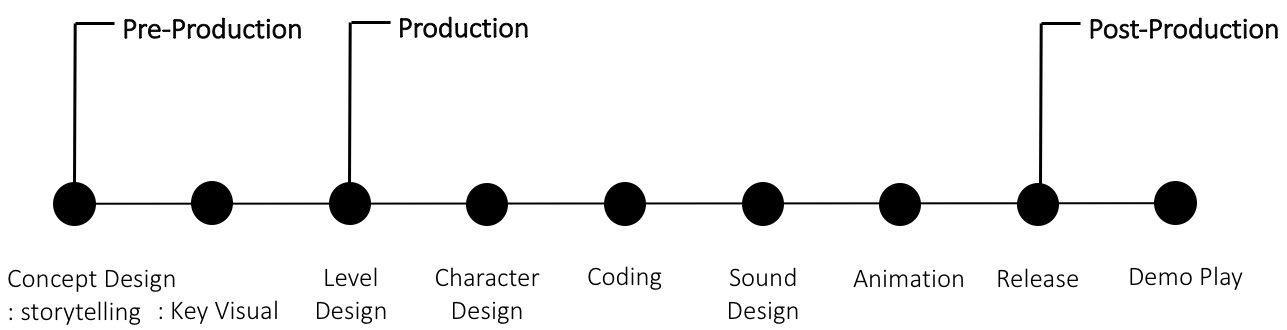 Pre-Production
Production
Post-Production
Concept Design
: storytelling
: Key Visual
Level
Design
Character
Design
Coding
Sound
Design
Animation
Release
Demo Play